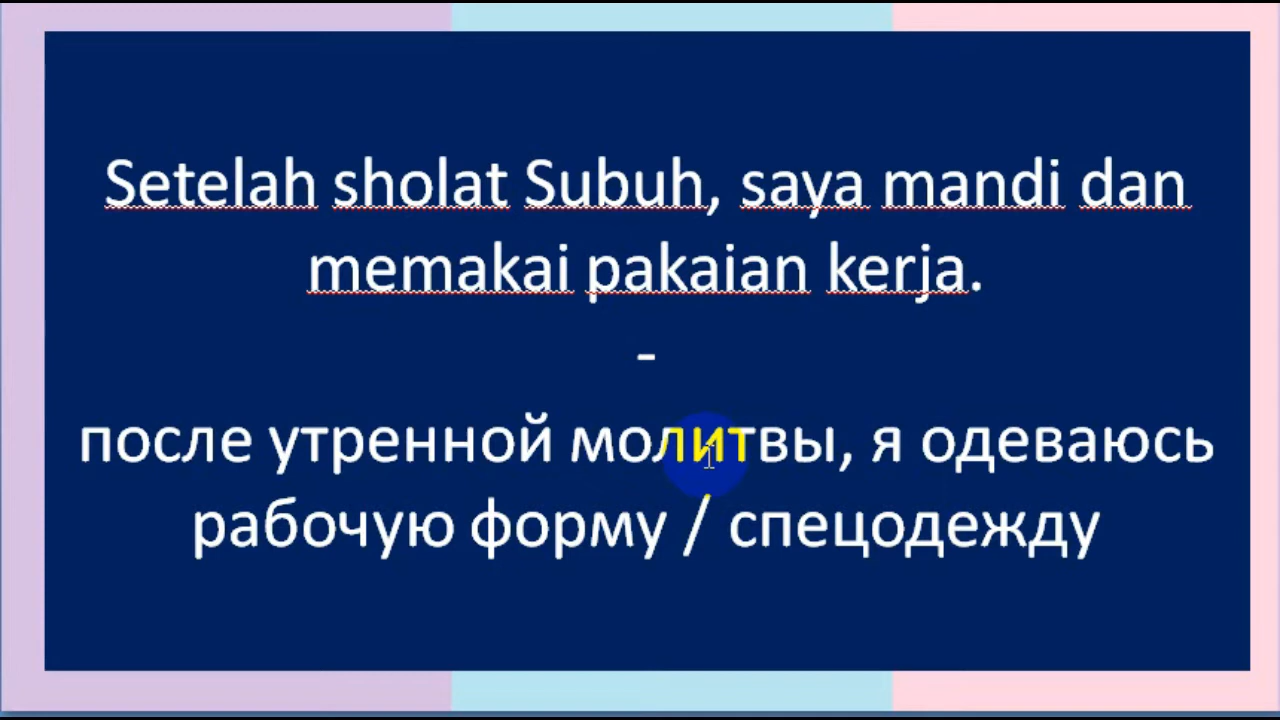 Setelah sholat Subuh, saya mandi dan
memakai pakaian kerja.
-
после утренной молитвы, я одеваюсь
рабочую форму / спецодежду